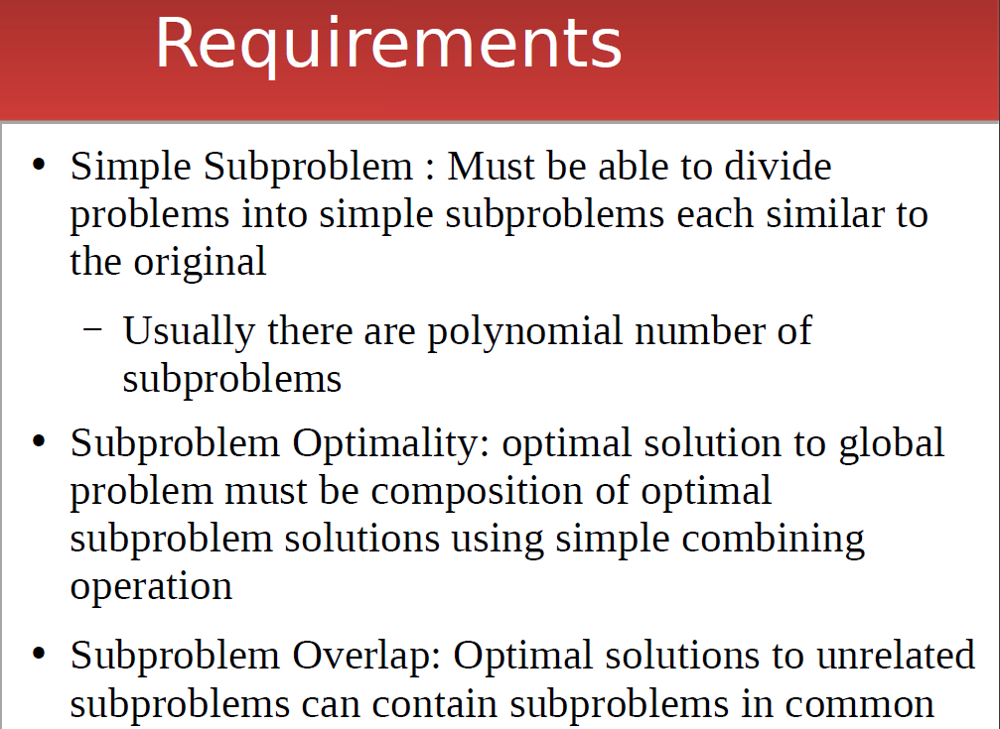 Requirements
• Simple Subproblem : Must be able to divide
problems into simple subproblems each similar to
the original
– Usually there are polynomial number of
subproblems
• Subproblem Optimality: optimal solution to global
problem must be composition of optimal
subproblem solutions using simple combining
operation
• Subproblem Overlap: Optimal solutions to unrelated
subproblems can contain subproblems in common